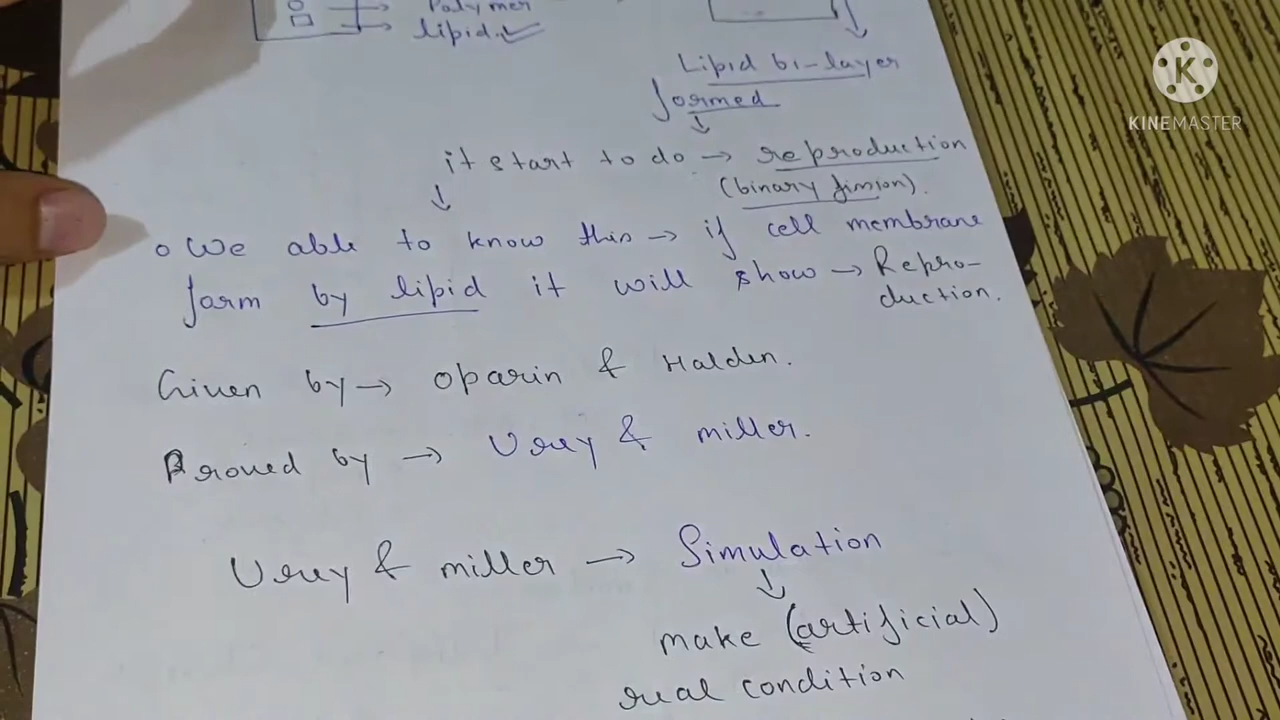 Polymer
lipid
Lipid bi-layer
formed
it start to do → reproduction
(binary fission).
We able to know this → if cell membrane
form by lipid it will show → Repro-
duction.
Given by → Oparin & Halden.
Proved by → Urey & miller.
Urey & miller → Simulation
make (artificial)
real condition
K
KINEMASTER